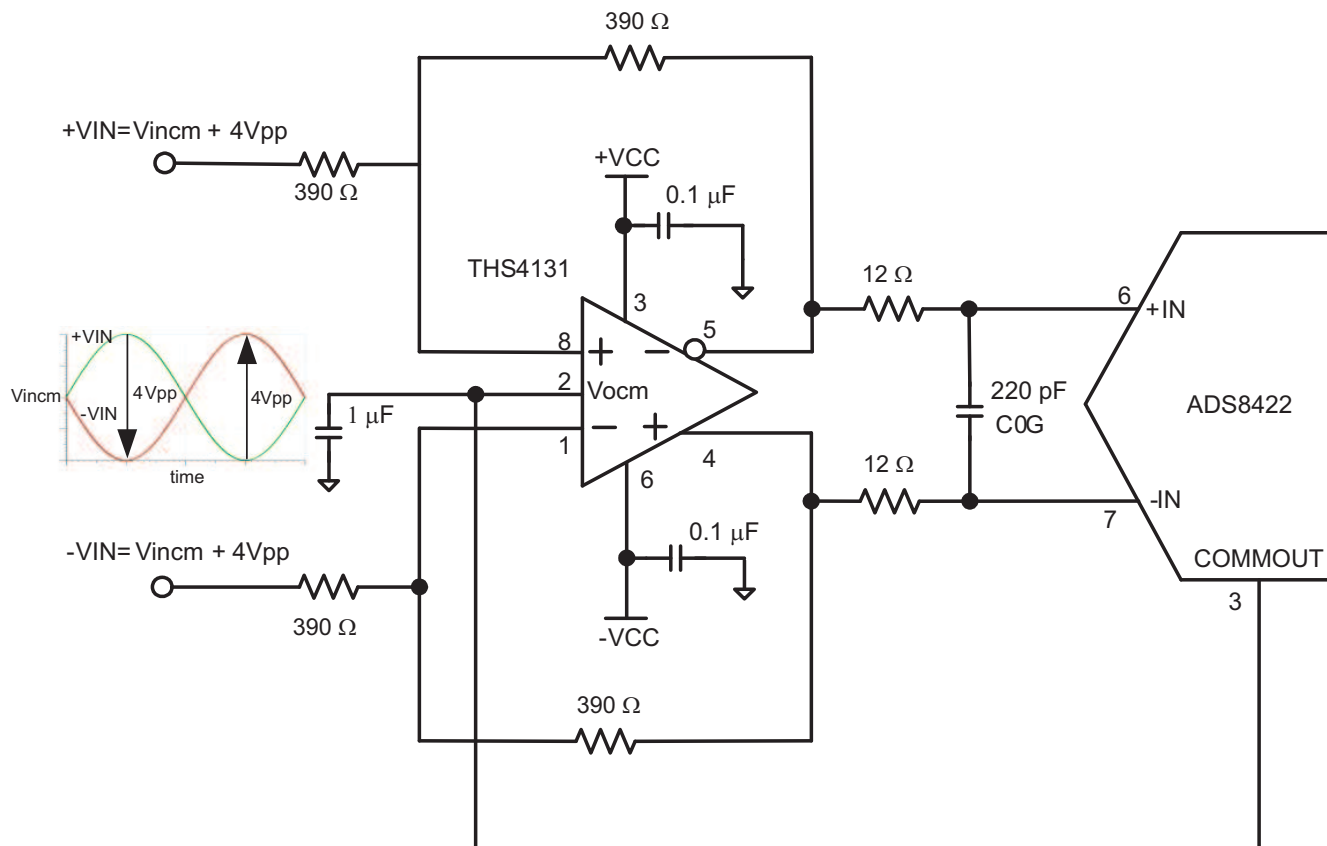 390 Ω
+VIN=Vincm + 4Vpp
390 Ω
+VCC
0.1 μF
THS4131
3
12 Ω
6
+IN
5
8
+
-
2
Vocm
1 μF
1
-
+
4
6
+VIN
Vincm
4Vpp
4Vpp
-VIN
time
220 pF
C0G
ADS8422
12 Ω
-IN
7
0.1 μF
-VIN=Vincm + 4Vpp
390 Ω
-VCC
COMMOUT
3
390 Ω